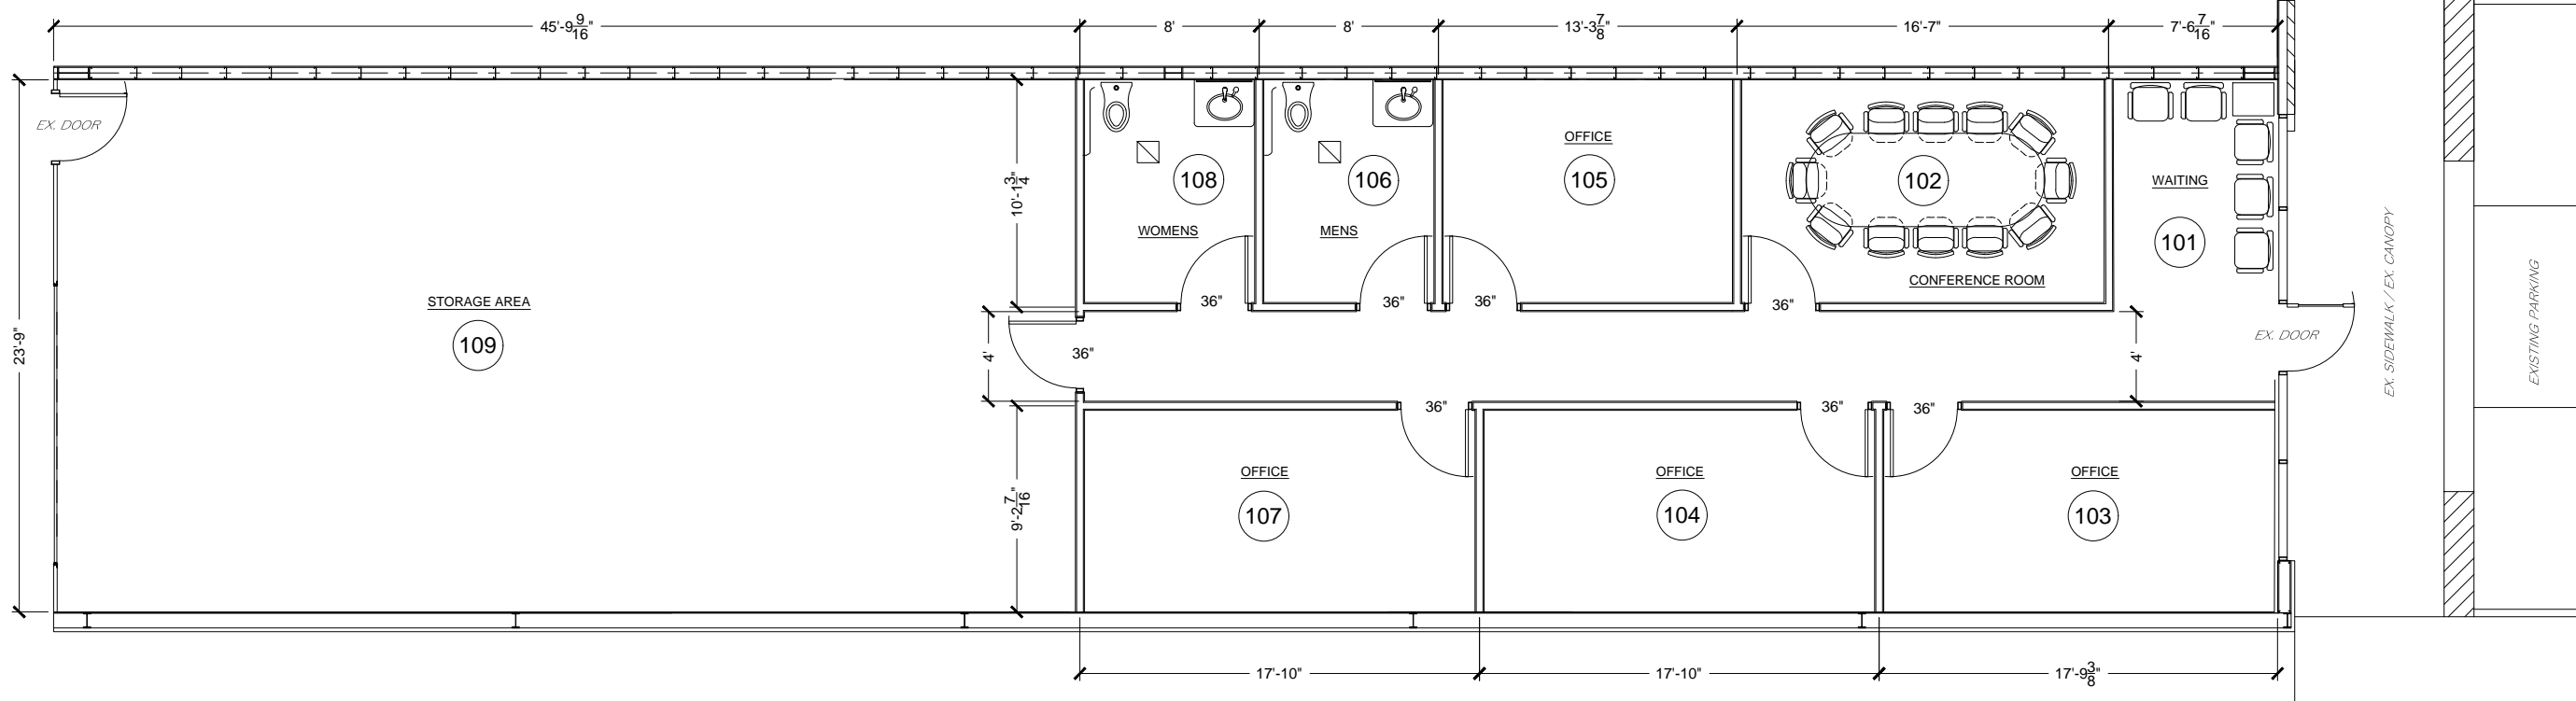 45'-9 9/16"
8'
8'
13'-3 7/8"
16'-7"
7'-6 7/16"
EX. DOOR
23'-9"
STORAGE AREA
109
10'-1 3/4"
4'
9'-2 7/16"
36"
108
WOMENS
36"
106
MENS
36"
OFFICE
105
36"
102
CONFERENCE ROOM
36"
WAITING
101
4'
EX. DOOR
EX. SIDEWALK / EX. CANOPY
EXISTING PARKING
36"
36"
36"
OFFICE
107
OFFICE
104
OFFICE
103
17'-10"
17'-10"
17'-9 3/8"